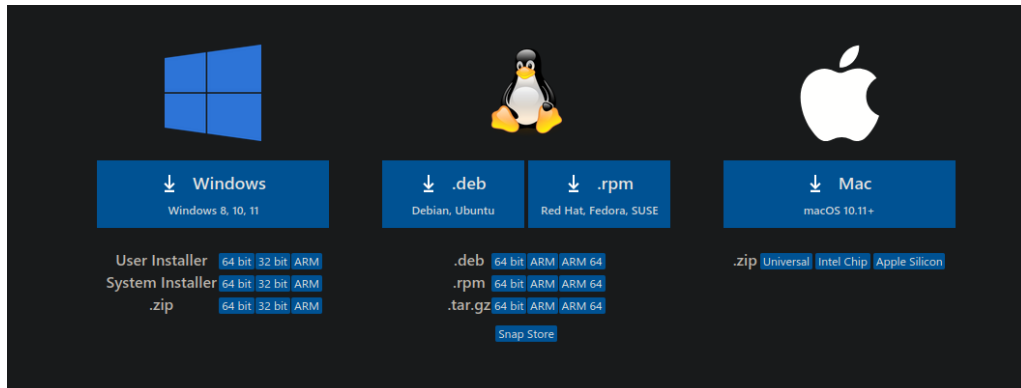 Windows
Windows 8, 10, 11
User Installer 64 bit 32 bit ARM
System Installer 64 bit 32 bit ARM
.zip 64 bit 32 bit ARM
.deb
Debian, Ubuntu
.rpm
Red Hat, Fedora, SUSE
.deb 64 bit ARM ARM 64
.rpm 64 bit ARM ARM 64
.tar.gz 64 bit ARM ARM 64
Snap Store
Mac
macOS 10.11+
.zip Universal Intel Chip Apple Silicon